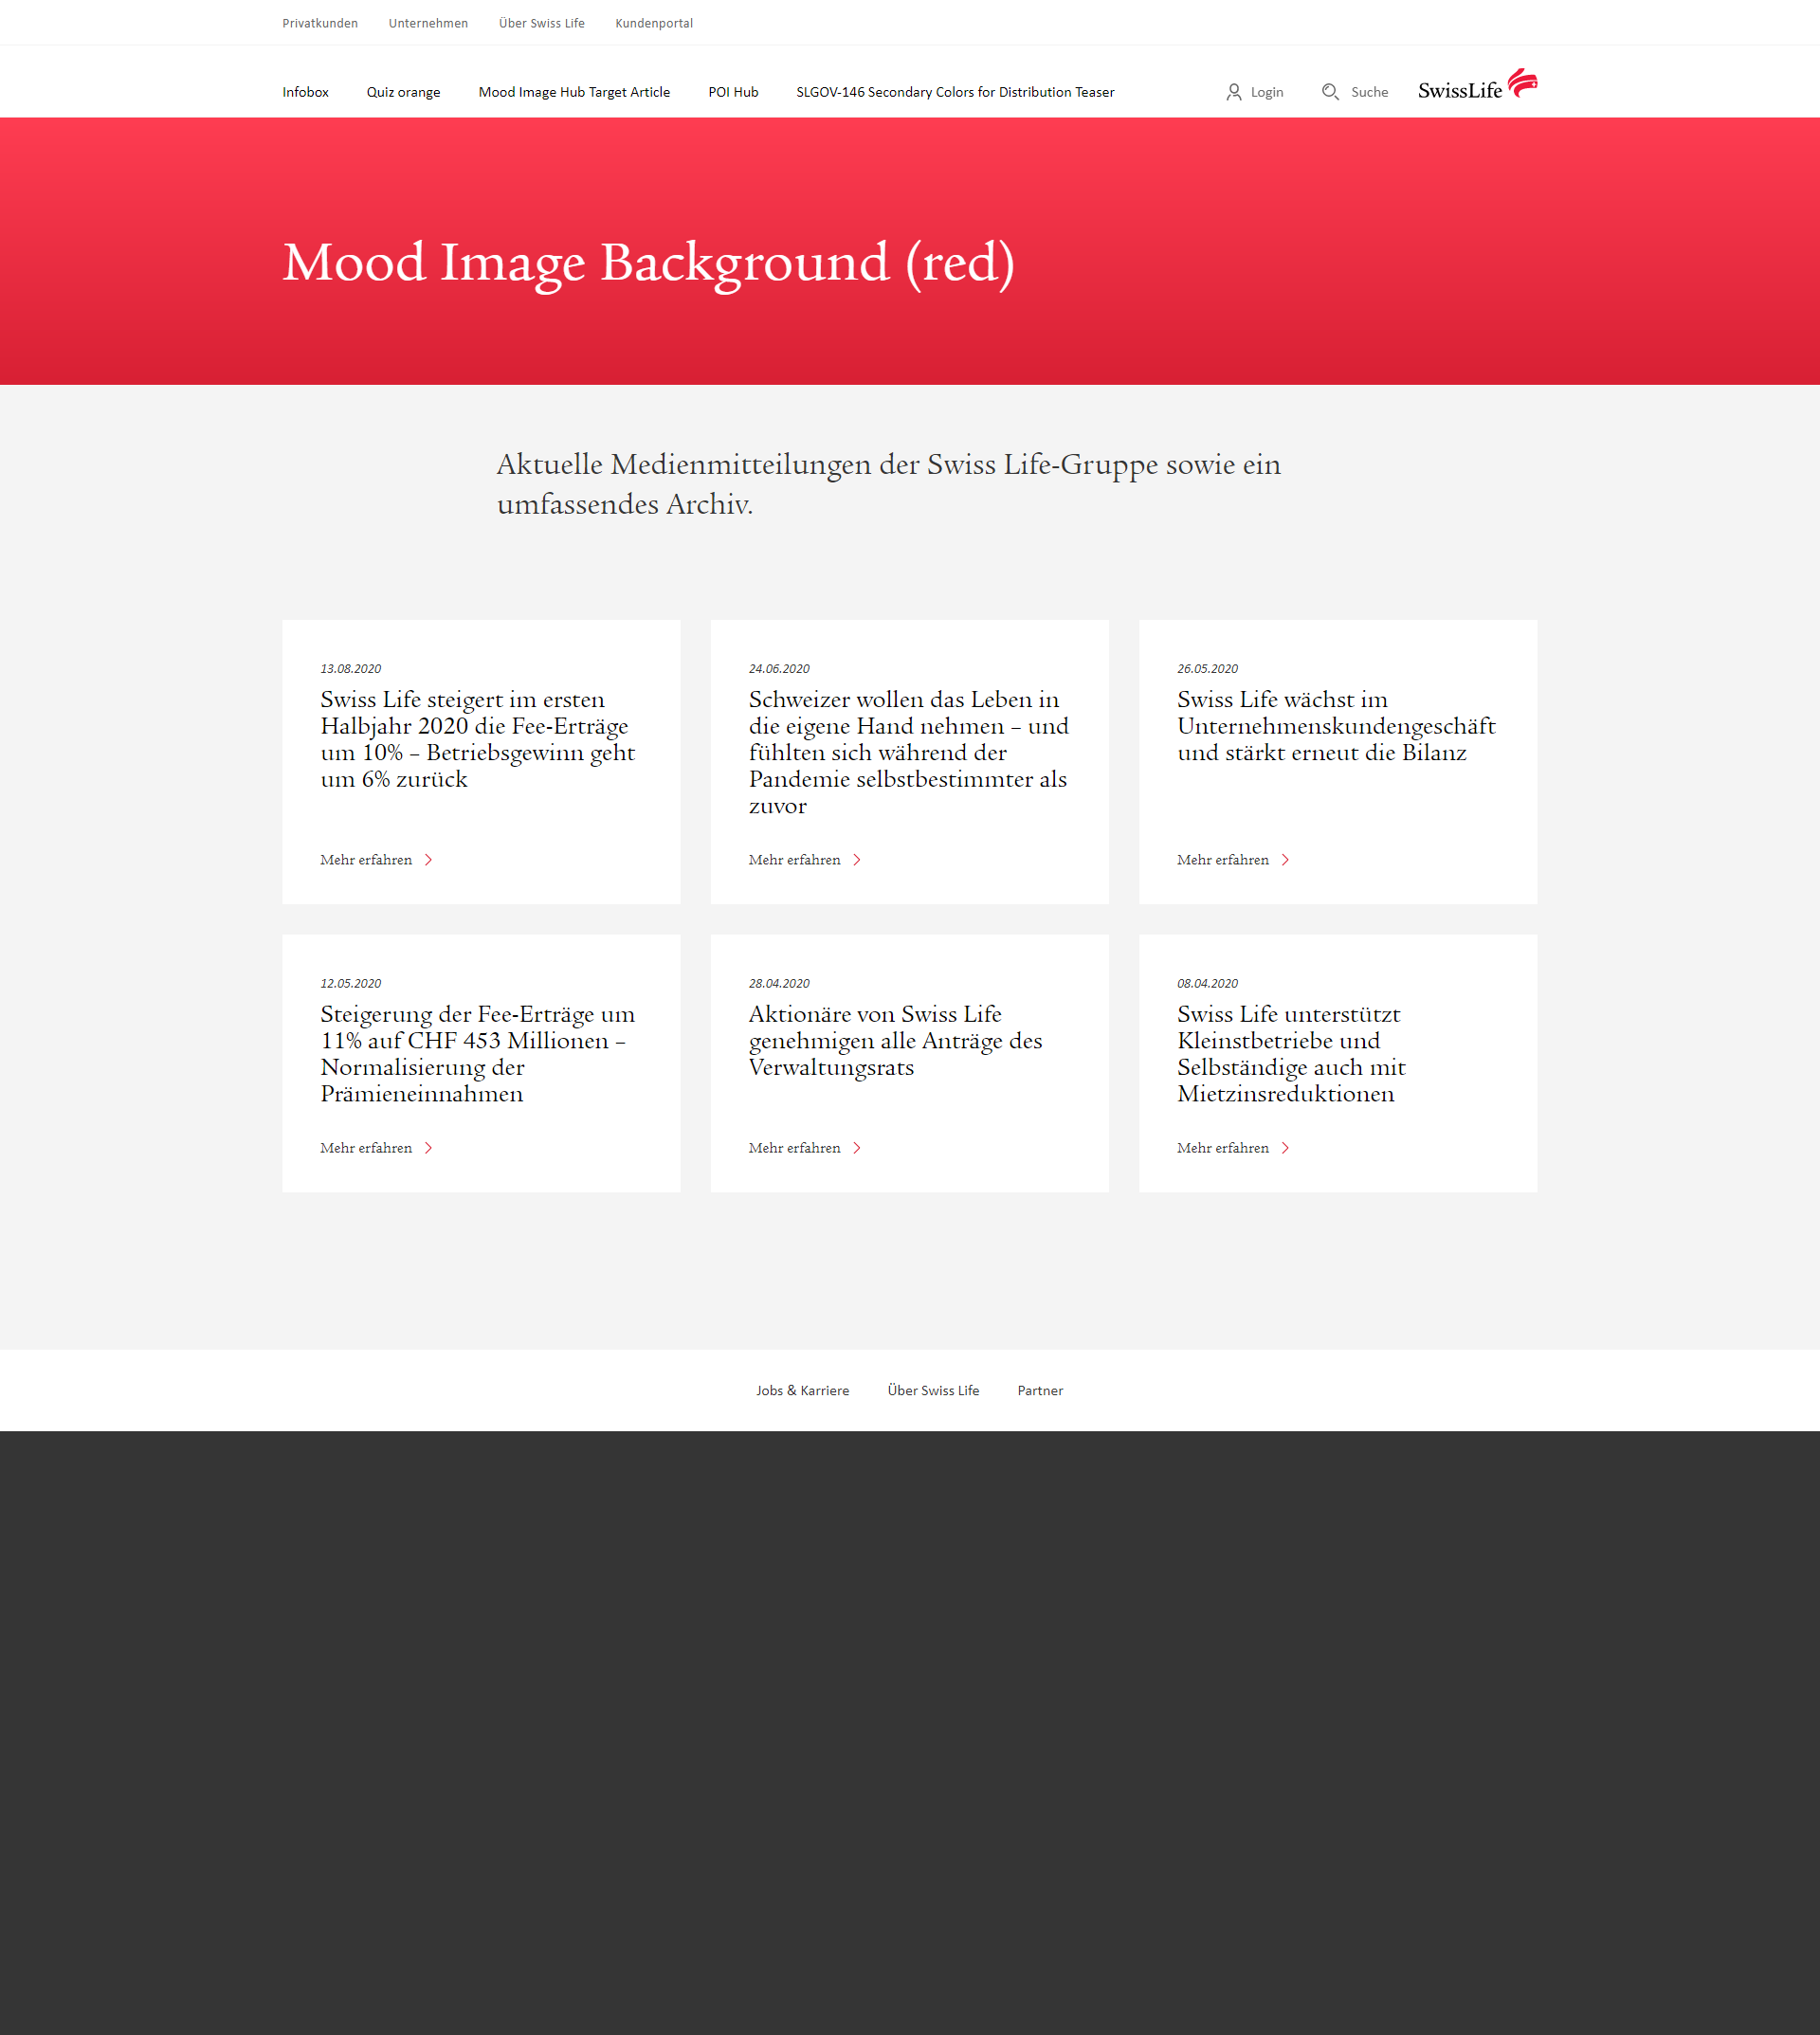 Privatkunden Unternehmen Über Swiss Life Kundenportal
Infobox Quiz orange Mood Image Hub Target Article POI Hub SLGOV-146 Secondary Colors for Distribution Teaser Login Suche SwissLife
Mood Image Background (red)
Aktuelle Medienmitteilungen der Swiss Life-Gruppe sowie ein
umfassendes Archiv.
13.08.2020
Swiss Life steigert im ersten
Halbjahr 2020 die Fee-Erträge
um 10% – Betriebsgewinn geht
um 6% zurück
Mehr erfahren
24.06.2020
Schweizer wollen das Leben in
die eigene Hand nehmen – und
fühlten sich während der
Pandemie selbstbestimmter als
zuvor
Mehr erfahren
26.05.2020
Swiss Life wächst im
Unternehmenskundengeschäft
und stärkt erneut die Bilanz
Mehr erfahren
12.05.2020
Steigerung der Fee-Erträge um
11% auf CHF 453 Millionen –
Normalisierung der
Prämieneinnahmen
Mehr erfahren
28.04.2020
Aktionäre von Swiss Life
genehmigen alle Anträge des
Verwaltungsrats
Mehr erfahren
08.04.2020
Swiss Life unterstützt
Kleinstbetriebe und
Selbständige auch mit
Mietzinsreduktionen
Mehr erfahren
Jobs & Karriere Über Swiss Life Partner